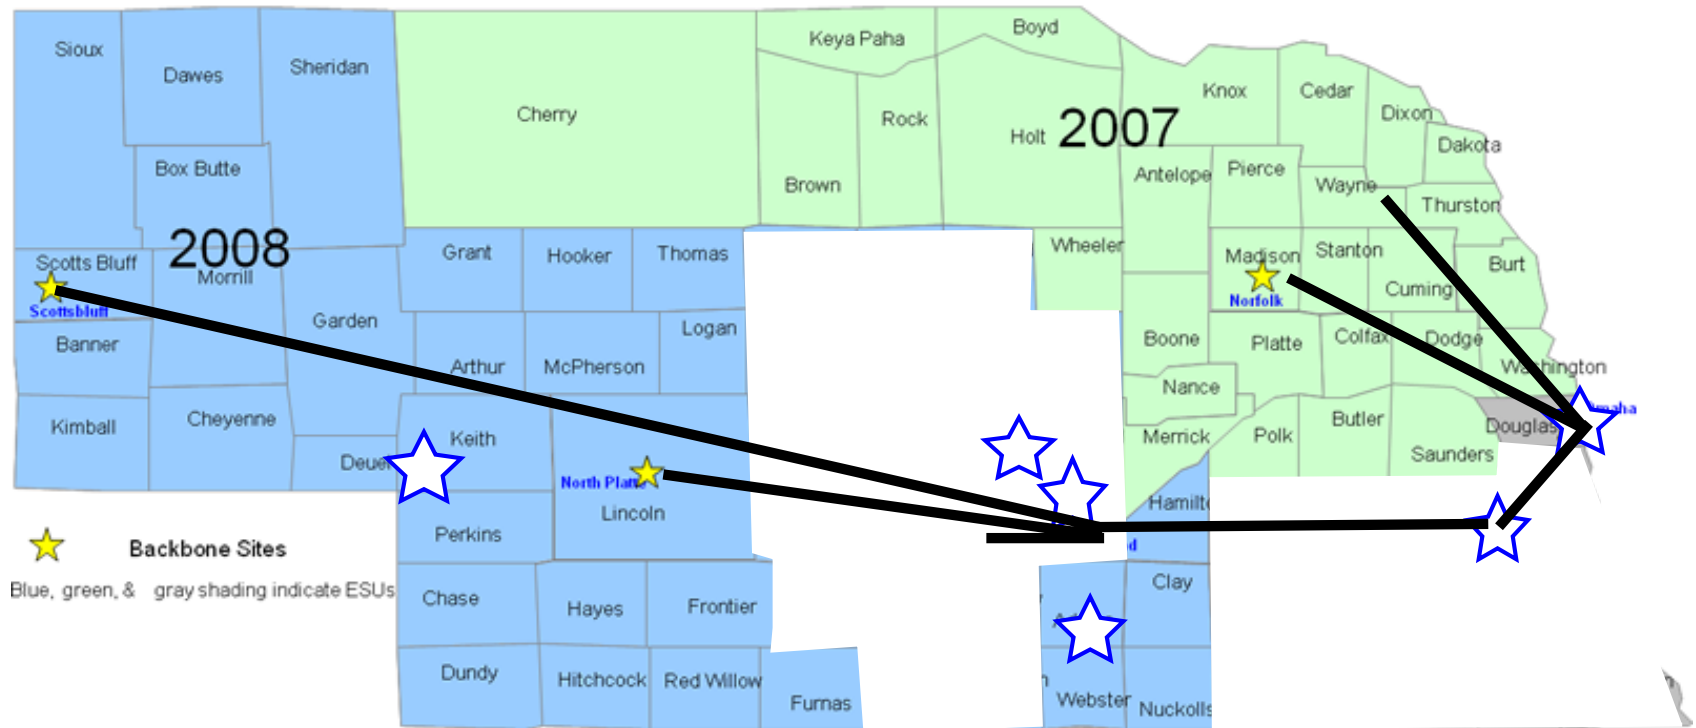 Sioux
Dawes
Sheridan
Cherry
Keya Paha
Boyd
Knox
Cedar
Dixon
Dakota
Box Butte
Brown
Rock
Holt
2007
Antelope
Pierce
Wayne
Thurston
2008
Scotts Bluff
Morrill
Grant
Hooker
Thomas
Wheeler
Madison
Stanton
Cuming
Burt
Scottsbluff
Norfolk
Banner
Garden
Arthur
McPherson
Logan
Boone
Platte
Colfax
Dodge
Washington
Nance
Kimball
Cheyenne
Deuel
Keith
Merrick
Polk
Butler
Saunders
Douglas
maha
North Platte
Lincoln
Perkins
Hamilt
d
Backbone Sites
Blue, green, & gray shading indicate ESUs
Chase
Hayes
Frontier
Clay
Dundy
Hitchcock
Red Willow
Furnas
Webster
Nuckolls